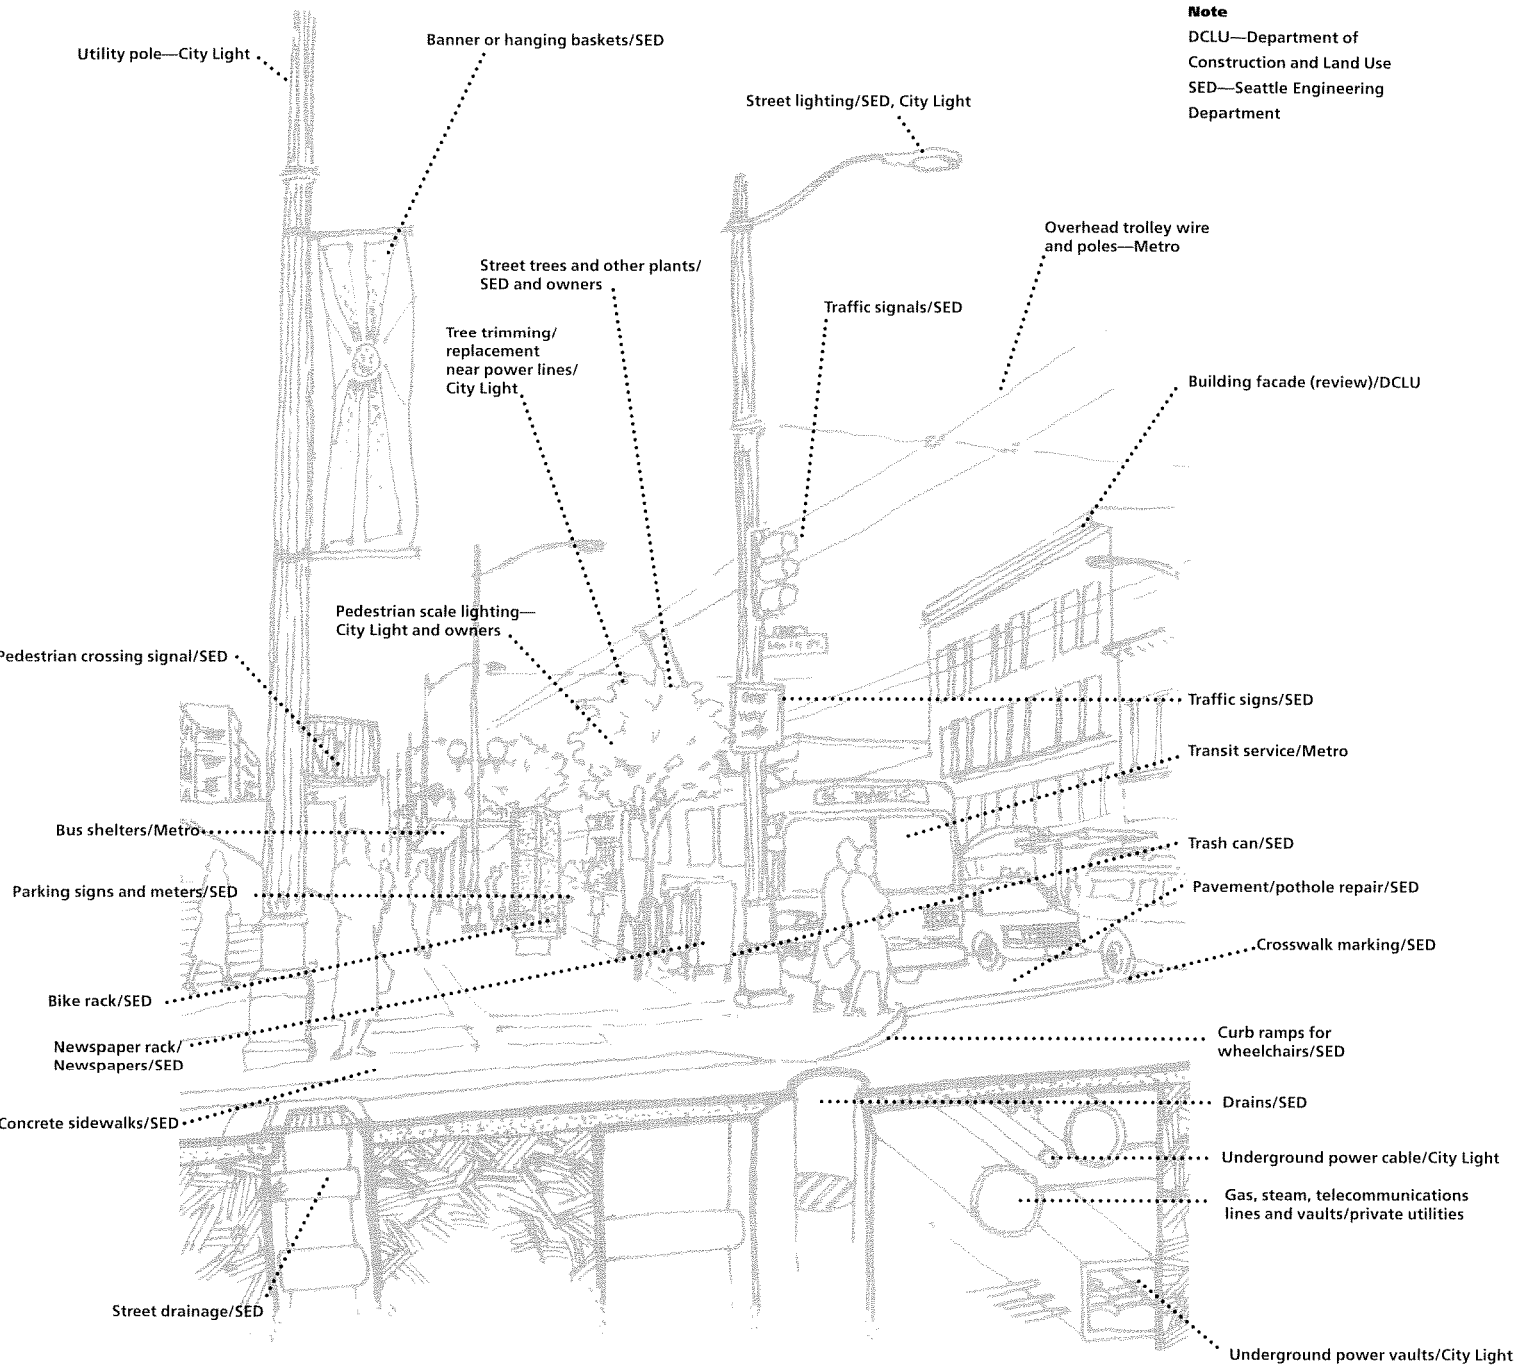 Note
DCLU—Department of
Construction and Land Use
SED—Seattle Engineering
Department
Utility pole—City Light
Banner or hanging baskets/SED
Street lighting/SED, City Light
Overhead trolley wire
and poles—Metro
Street trees and other plants/
SED and owners
Traffic signals/SED
Tree trimming/
replacement
near power lines/
City Light
Building facade (review)/DCLU
Pedestrian scale lighting—
City Light and owners
Pedestrian crossing signal/SED
Traffic signs/SED
Transit service/Metro
Bus shelters/Metro
Trash can/SED
Parking signs and meters/SED
Pavement/pothole repair/SED
Crosswalk marking/SED
Bike rack/SED
Newspaper rack/
Newspapers/SED
Curb ramps for
wheelchairs/SED
Concrete sidewalks/SED
Drains/SED
Underground power cable/City Light
Gas, steam, telecommunications
lines and vaults/private utilities
Street drainage/SED
Underground power vaults/City Light